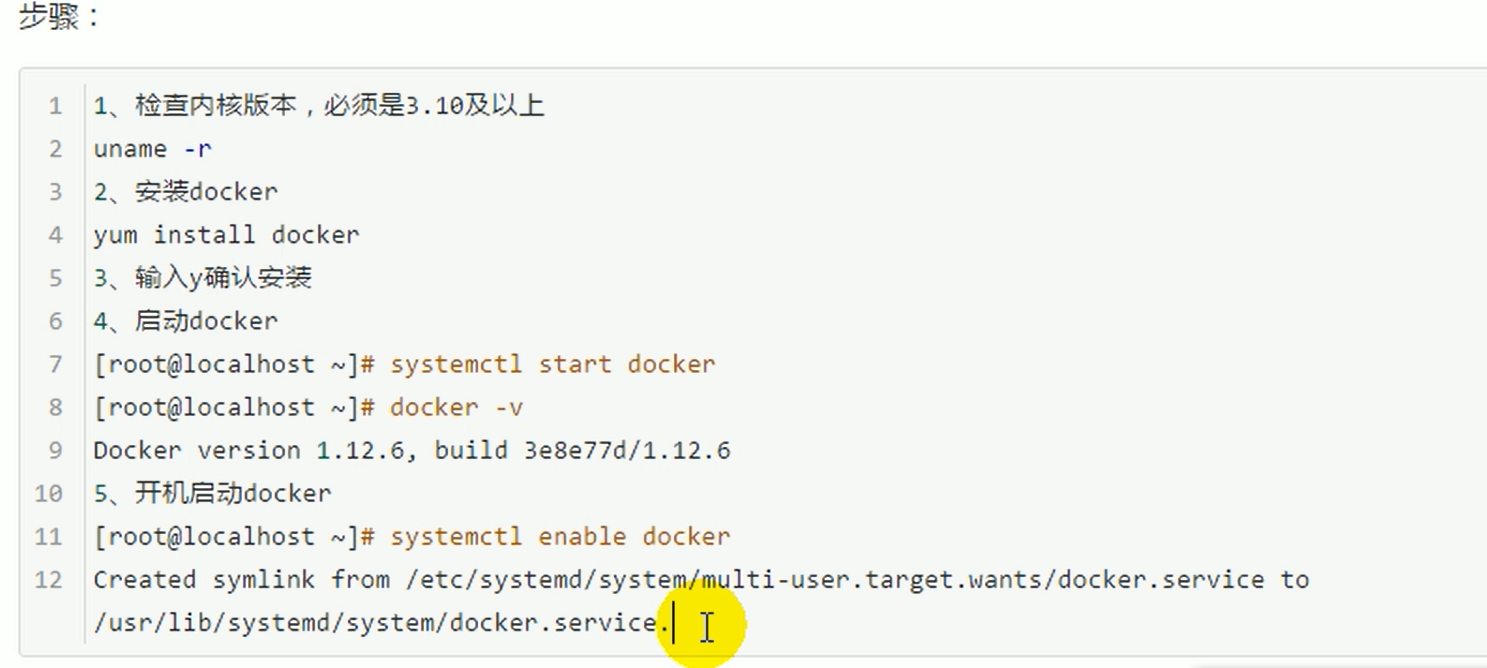 步骤：
1 1、检查内核版本，必须是3.10及以上
2 uname -r
3 2、安装docker
4 yum install docker
5 3、输入y确认安装
6 4、启动docker
7 [root@localhost ~]# systemctl start docker
8 [root@localhost ~]# docker -v
9 Docker version 1.12.6, build 3e8e77d/1.12.6
10 5、开机启动docker
11 [root@localhost ~]# systemctl enable docker
12 Created symlink from /etc/systemd/system/multi-user.target.wants/docker.service to
/usr/lib/systemd/system/docker.service.